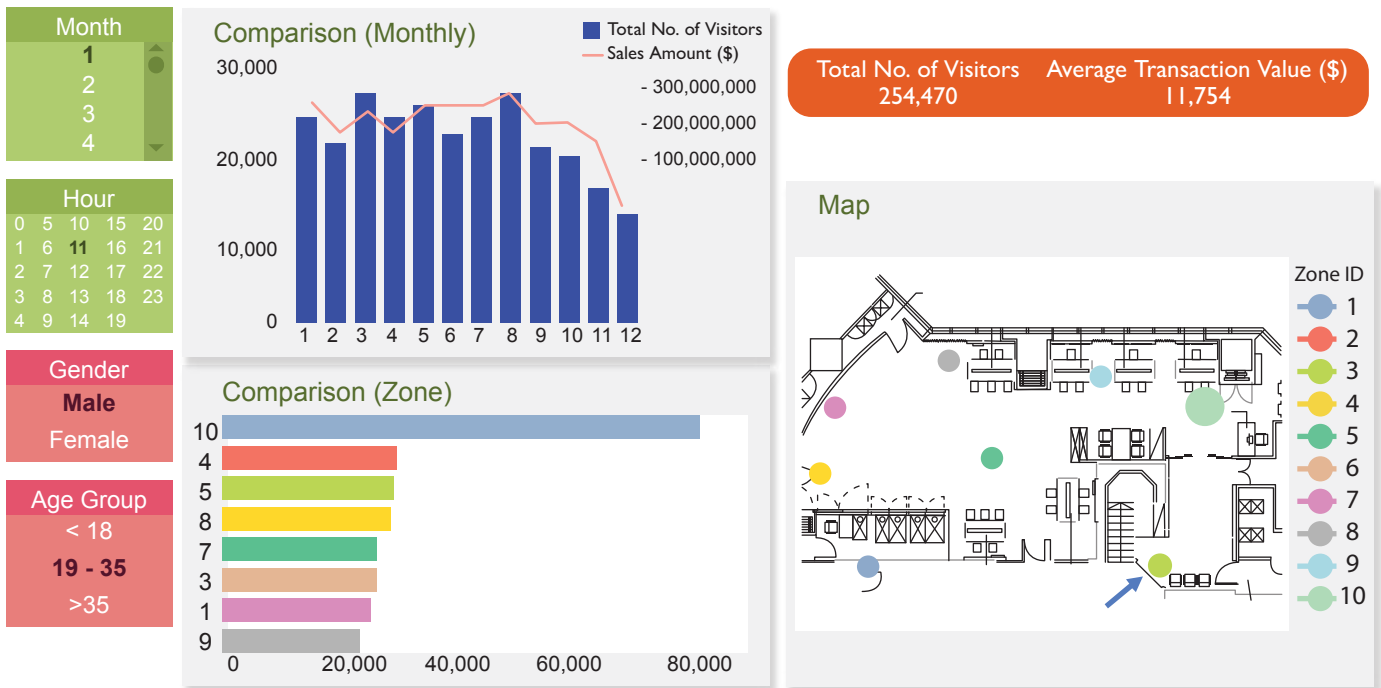 Month
1
2
3
4
Hour
0 5 10 15 20
1 6 11 16 21
2 7 12 17 22
3 8 13 18 23
4 9 14 19
Gender
Male
Female
Age Group
< 18
19 - 35
>35
Comparison (Monthly)
Total No. of Visitors
Sales Amount ($)
30,000
20,000
10,000
0
- 300,000,000
- 200,000,000
- 100,000,000
1 2 3 4 5 6 7 8 9 10 11 12
Comparison (Zone)
10
4
5
8
7
3
1
9
0 20,000 40,000 60,000 80,000
Total No. of Visitors Average Transaction Value ($)
254,470 11,754
Map
Zone ID
1
2
3
4
5
6
7
8
9
10